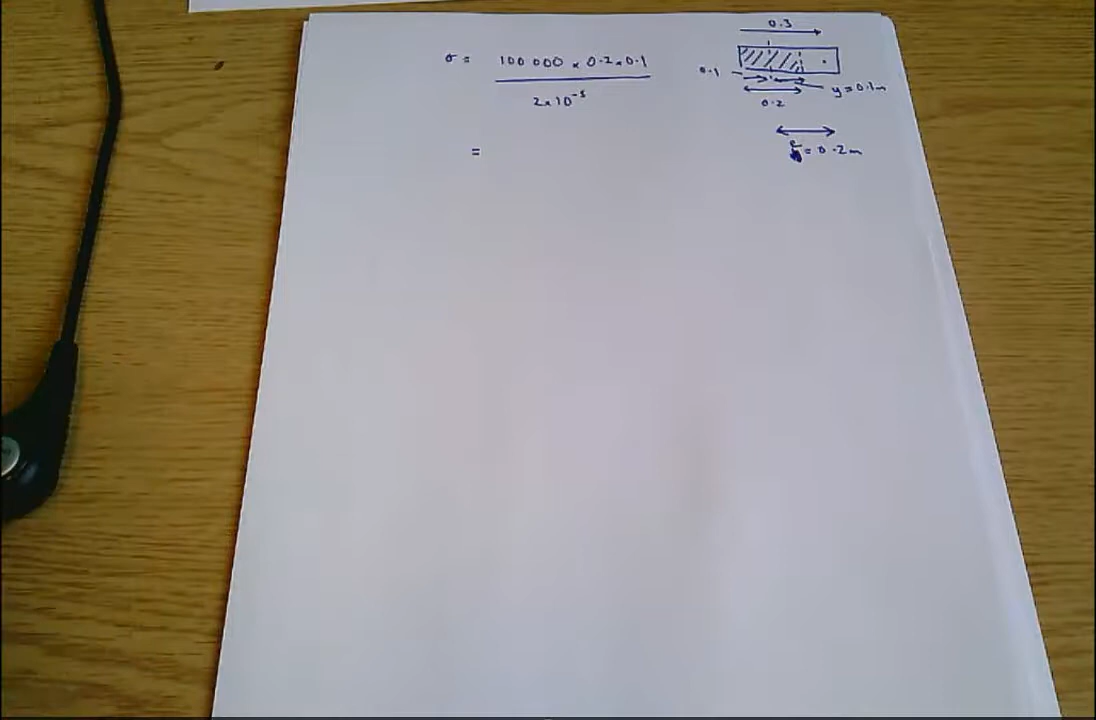 0.3
σ = 100 000 × 0.2 × 0.1
2×10⁻⁵
0.1
y = 0.1m
0.2
= 0.2m
=